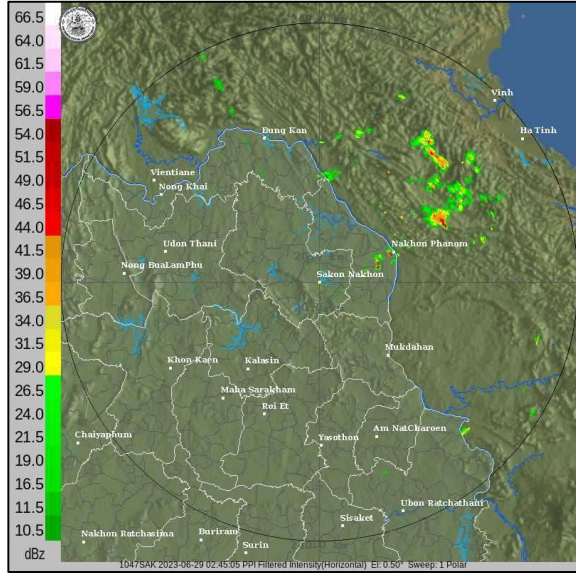 66.5
64.0
61.5
59.0
56.5
54.0
51.5
49.0
46.5
44.0
41.5
39.0
36.5
34.0
31.5
29.0
26.5
24.0
21.5
19.0
16.5
11.5
10.5
dBz
Vinh
Ha Tinh
Bung Kan
Vientiane
Nong Khai
Udon Thani
Nakhon Phanom
Nong BuaLamPhu
Sakon Nakhon
Mukdahan
Khon Kaen
Kalasin
Maha Sarakham
Roi Et
Chaiyaphum
Yasothon
Am NatCharoen
Ubon Ratchathani
Sisaket
Nakhon Ratchasima
Buriram
Surin
1047SAK 2023-06-29 02:45:05 PPI Filtered Intensity(Horizontal) El: 0.50° Sweep: 1 Polar